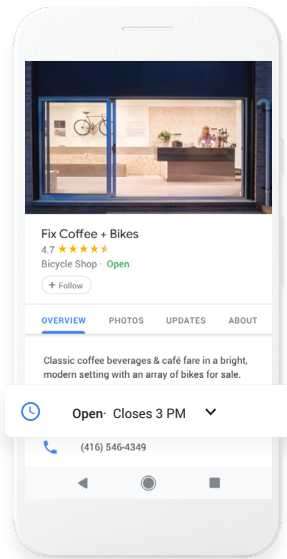 Fix Coffee + Bikes
4.7
Bicycle Shop · Open
+ Follow
OVERVIEW PHOTOS UPDATES ABOUT
Classic coffee beverages & café fare in a bright,
modern setting with an array of bikes for sale.
Open· Closes 3 PM
(416) 546-4349